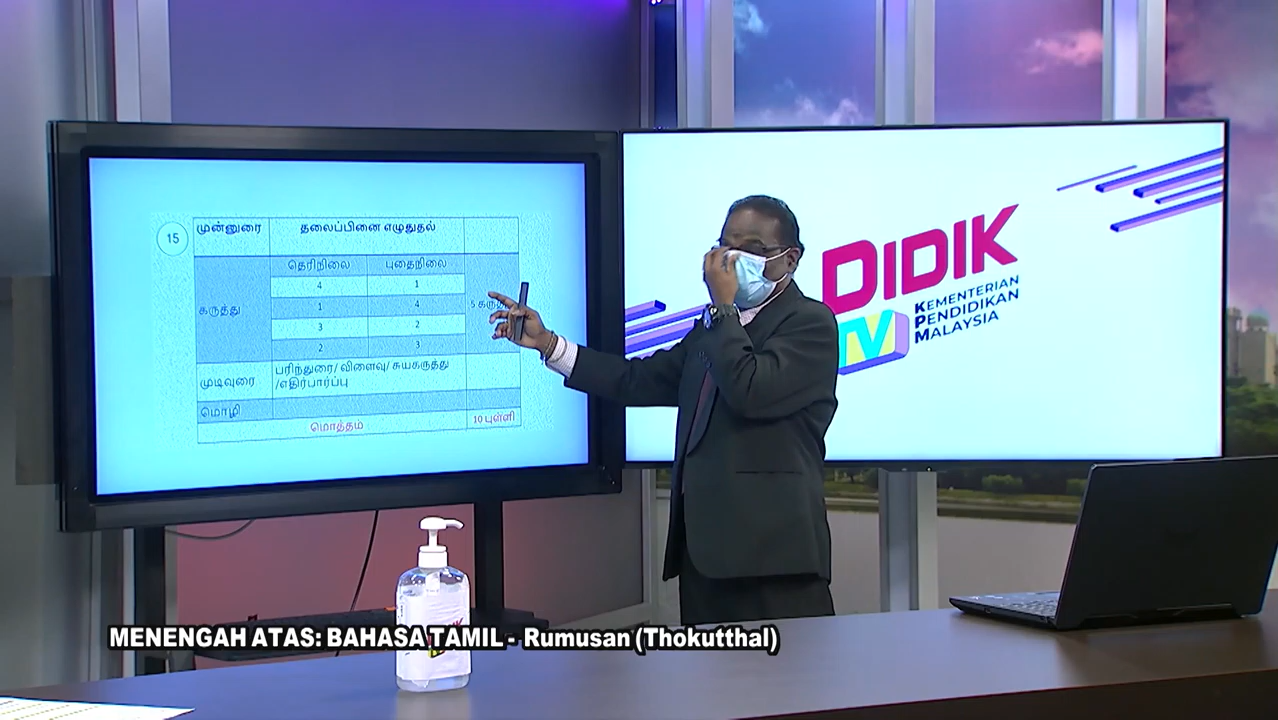 15
முன்னுரை தலைப்பினை எழுதுதல்
தெரிநிலை புதைநிலை
4 1
கருத்து 1 4 5
3 2
2 3
முடிவுரை பரிந்துரை/ விளைவு/ சுயகருத்து
/எதிர்பார்ப்பு
மொழி
மொத்தம் 10 புள்ளி
DIDIK
TV
KEMENTERIAN
PENDIDIKAN
MALAYSIA
MENENGAH ATAS: BAHASA TAMIL - Rumusan (Thokutthal)